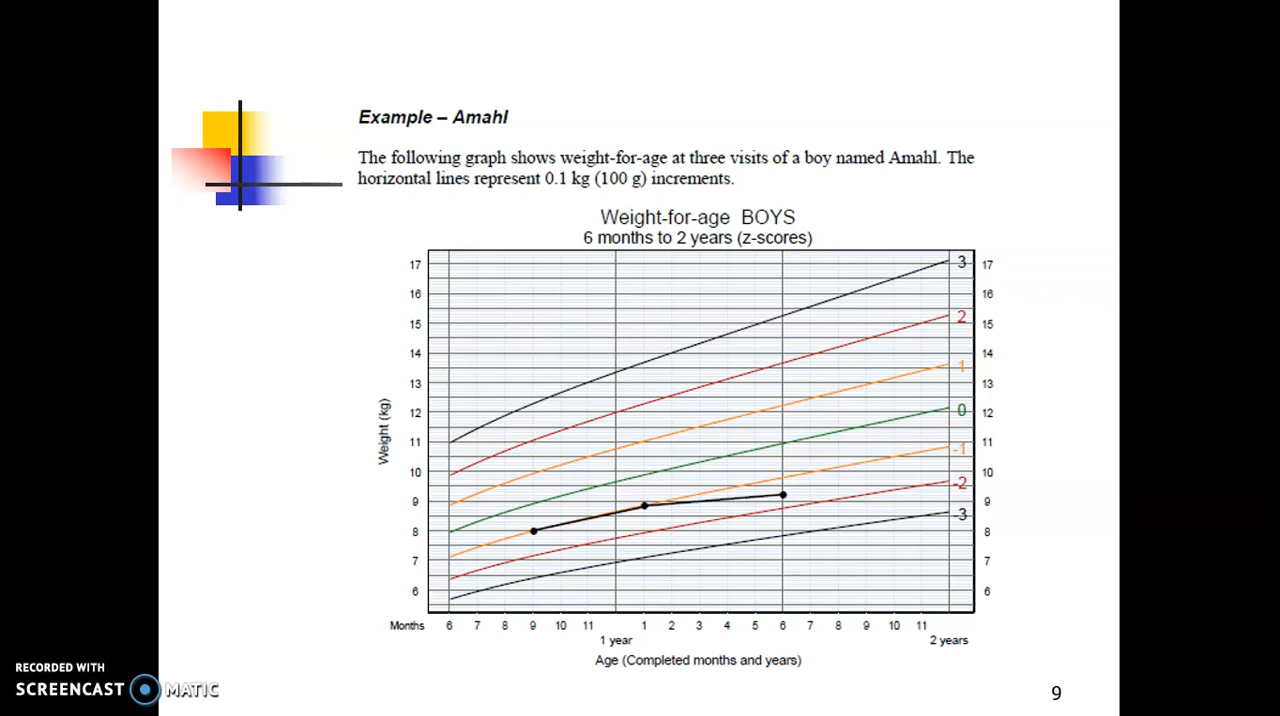 Example – Amahl
The following graph shows weight-for-age at three visits of a boy named Amahl. The
horizontal lines represent 0.1 kg (100 g) increments.
Weight-for-age BOYS
6 months to 2 years (z-scores)
Weight (kg)
17 3 17
16 16
15 2 15
14 14
13 1 13
12 0 12
11 11
10 -1 10
9 -2 9
8 -3 8
7 7
6 6
Months 6 7 8 9 10 11 1 2 3 4 5 6 7 8 9 10 11
1 year 2 years
Age (Completed months and years)
RECORDED WITH
SCREENCAST MATIC
9